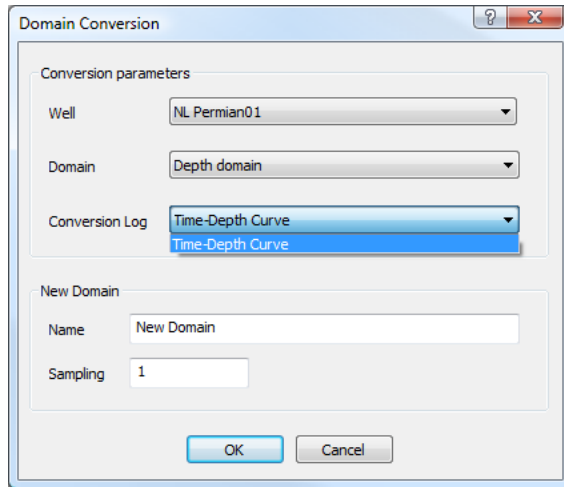 Domain Conversion
?
Conversion parameters
Well NL Permian01
Domain Depth domain
Conversion Log Time-Depth Curve
Time-Depth Curve
New Domain
Name New Domain
Sampling 1
OK Cancel